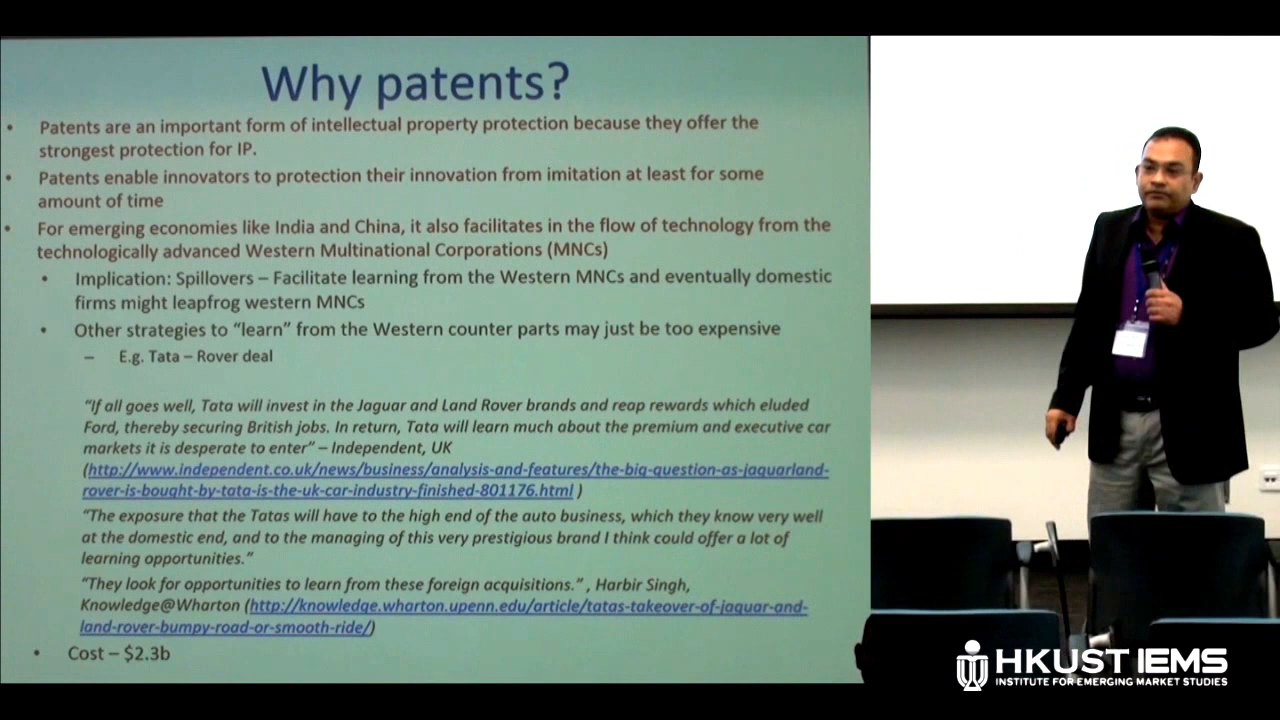 Why patents?
• Patents are an important form of intellectual property protection because they offer the
strongest protection for IP.
• Patents enable innovators to protection their innovation from imitation at least for some
amount of time
• For emerging economies like India and China, it also facilitates in the flow of technology from the
technologically advanced Western Multinational Corporations (MNCs)
• Implication: Spillovers – Facilitate learning from the Western MNCs and eventually domestic
firms might leapfrog western MNCs
• Other strategies to “learn” from the Western counter parts may just be too expensive
– E.g. Tata – Rover deal
“If all goes well, Tata will invest in the Jaguar and Land Rover brands and reap rewards which eluded
Ford, thereby securing British jobs. In return, Tata will learn much about the premium and executive car
markets it is desperate to enter” – Independent, UK
(http://www.independent.co.uk/news/business/analysis-and-features/the-big-question-as-jaguarland-
rover-is-bought-by-tata-is-the-uk-car-industry-finished-801176.html )
“The exposure that the Tatas will have to the high end of the auto business, which they know very well
at the domestic end, and to the managing of this very prestigious brand I think could offer a lot of
learning opportunities.”
“They look for opportunities to learn from these foreign acquisitions.” , Harbir Singh,
Knowledge@Wharton (http://knowledge.wharton.upenn.edu/article/tatas-takeover-of-jaguar-and-
land-rover-bumpy-road-or-smooth-ride/)
• Cost – $2.3b
HKUST IEMS
INSTITUTE FOR EMERGING MARKET STUDIES